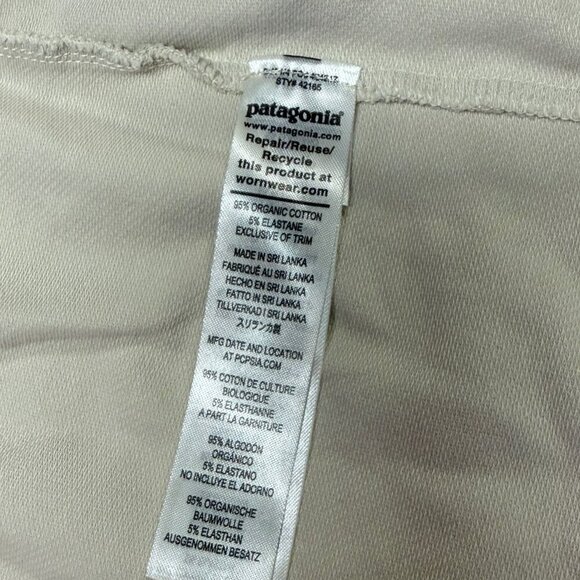 STY# 42165
patagonia®
www.patagonia.com
Repair/Reuse/
Recycle
this product at
wornwear.com
95% ORGANIC COTTON
5% ELASTANE
EXCLUSIVE OF TRIM
MADE IN SRI LANKA
FABRIQUÉ AU SRI LANKA
HECHO EN SRI LANKA
FATTO IN SRI LANKA
TILLVERKAD I SRI LANKA
スリランカ製
MFG DATE AND LOCATION
AT PCPSIA.COM
95% COTON DE CULTURE
BIOLOGIQUE
5% ELASTHANNE
A PART LA GARNITURE
95% ALGODÓN
ORGÁNICO
5% ELASTANO
NO INCLUYE EL ADORNO
95% ORGANISCHE
BAUMWOLLE
5% ELASTHAN
AUSGENOMMEN BESATZ